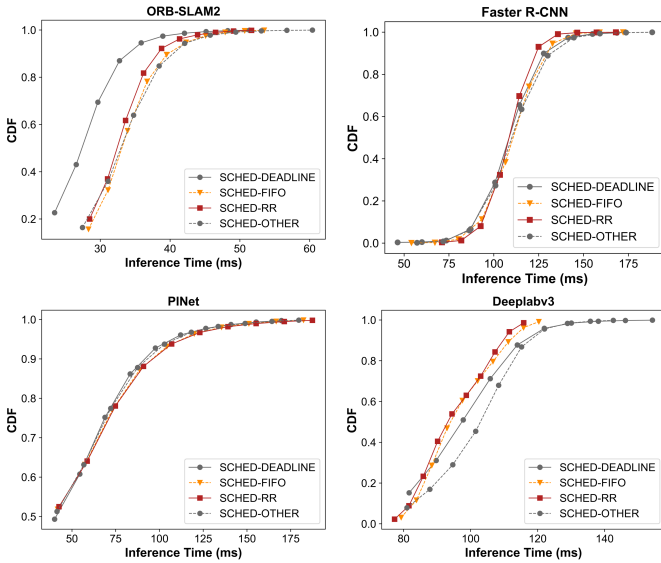 ORB-SLAM2
1.0
0.8
0.6
0.4
0.2
CDF
SCHED-DEADLINE
SCHED-FIFO
SCHED-RR
SCHED-OTHER
30
40
50
60
Inference Time (ms)
Faster R-CNN
1.0
0.8
0.6
0.4
0.2
0.0
CDF
SCHED-DEADLINE
SCHED-FIFO
SCHED-RR
SCHED-OTHER
50
75
100
125
150
175
Inference Time (ms)
PINet
1.0
0.9
0.8
0.7
0.6
0.5
CDF
SCHED-DEADLINE
SCHED-FIFO
SCHED-RR
SCHED-OTHER
50
75
100
125
150
175
Inference Time (ms)
Deeplabv3
1.0
0.8
0.6
0.4
0.2
0.0
CDF
SCHED-DEADLINE
SCHED-FIFO
SCHED-RR
SCHED-OTHER
80
100
120
140
Inference Time (ms)